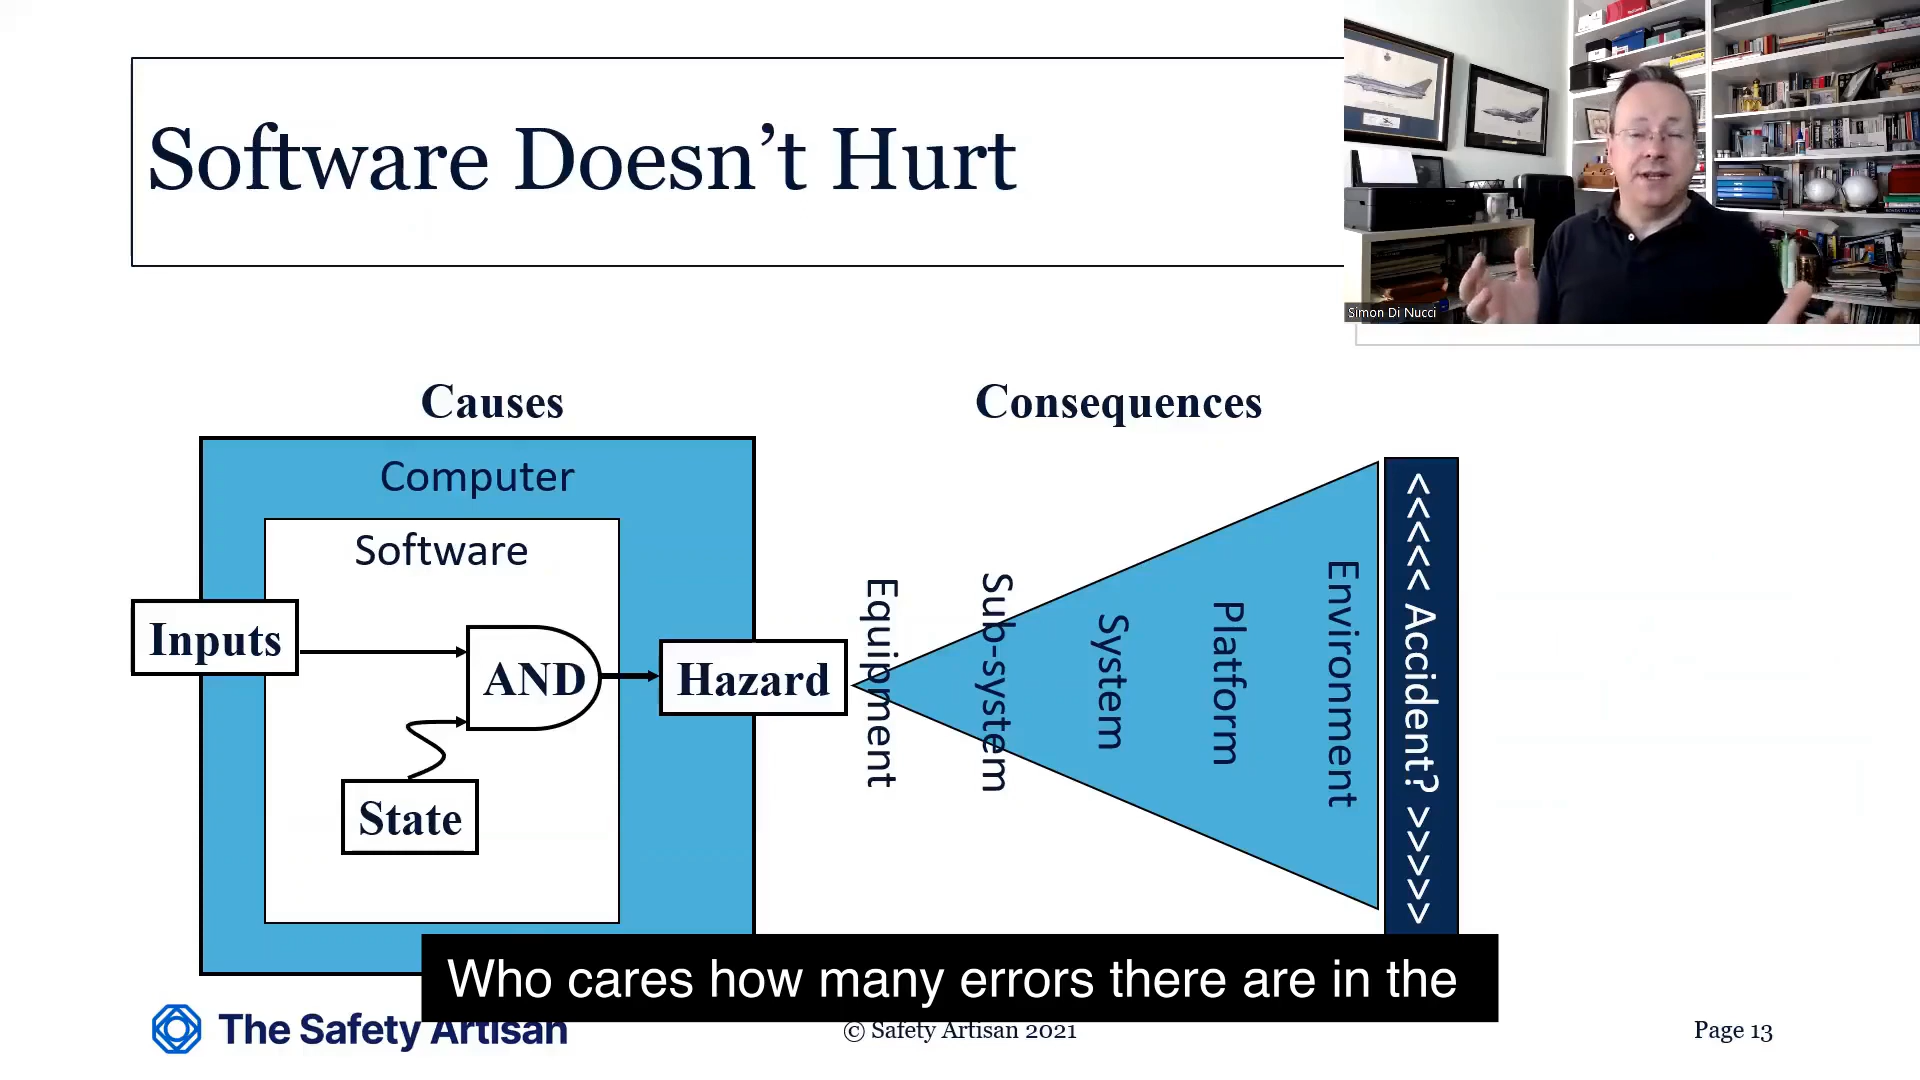 Software Doesn’t Hurt
Simon Di Nucci
Causes
Consequences
Computer
Software
Inputs
AND
Hazard
State
Equipment
Sub-system
System
Platform
Environment
<<<<< Accident? >>>>>
Who cares how many errors there are in the
The Safety Artisan
© Safety Artisan 2021
Page 13